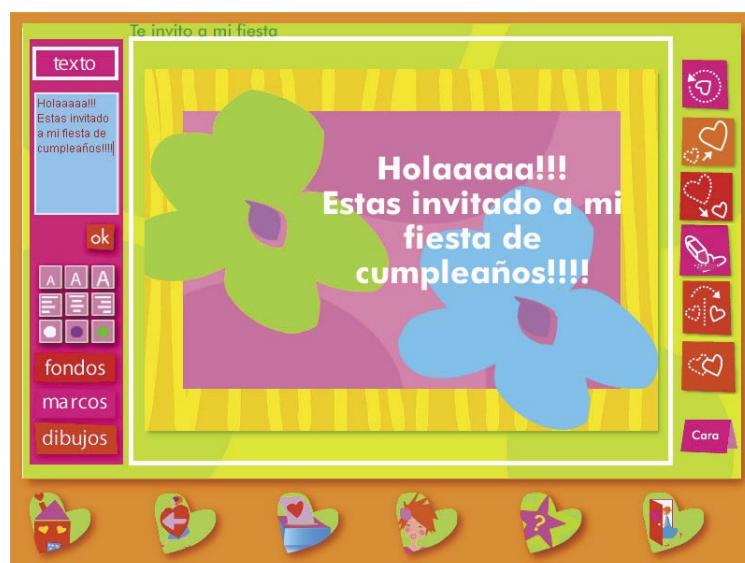 Te invito a mi fiesta
texto
Holaaaaa!!!
Estas invitado
a mi fiesta de
cumpleaños!!!!
ok
A A A
fondos
marcos
dibujos
Holaaaaa!!!
Estas invitado a mi
fiesta de
cumpleaños!!!!
Cara
?